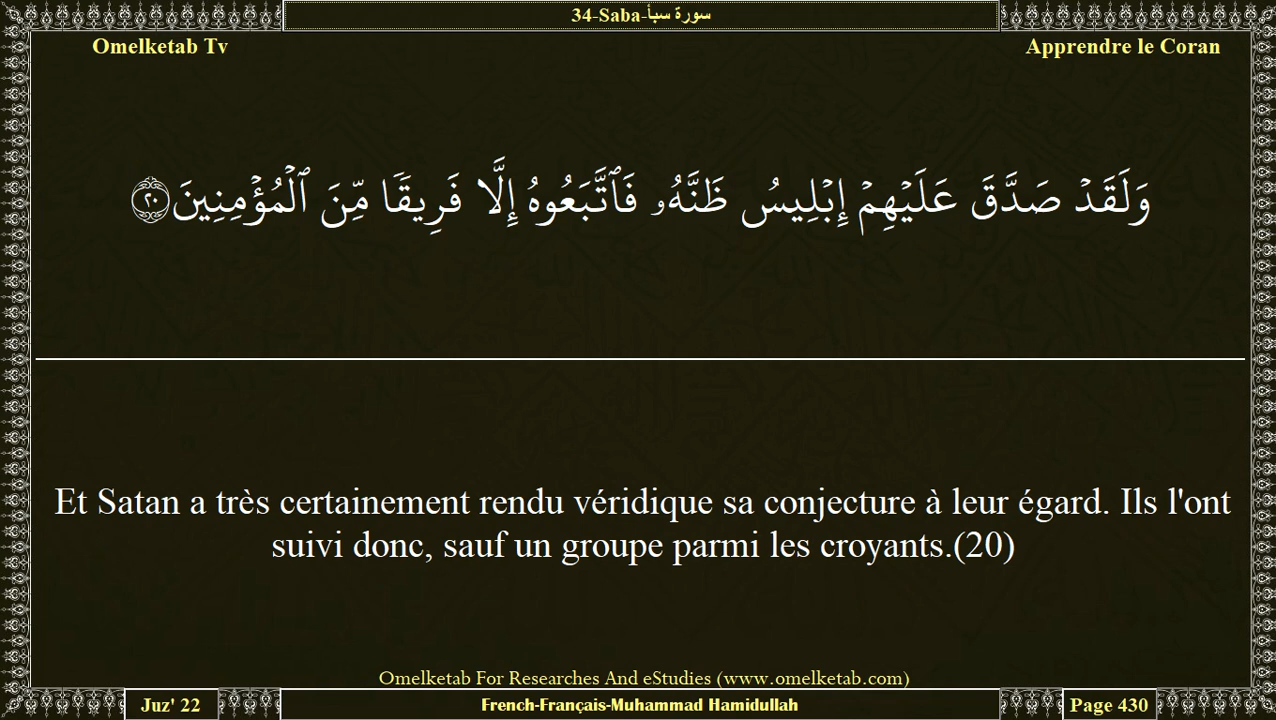 34-Saba-سورة سبأ
Omelketab Tv
Apprendre le Coran
وَلَقَدۡ صَدَّقَ عَلَيۡهِمۡ إِبۡلِيسُ ظَنَّهُۥ فَٱتَّبَعُوهُ إِلَّا فَرِيقٗا مِّنَ ٱلۡمُؤۡمِنِينَ ٢٠
Et Satan a très certainement rendu véridique sa conjecture à leur égard. Ils l'ont
suivi donc, sauf un groupe parmi les croyants.(20)
Omelketab For Researches And eStudies (www.omelketab.com)
Juz' 22
French-Français-Muhammad Hamidullah
Page 430